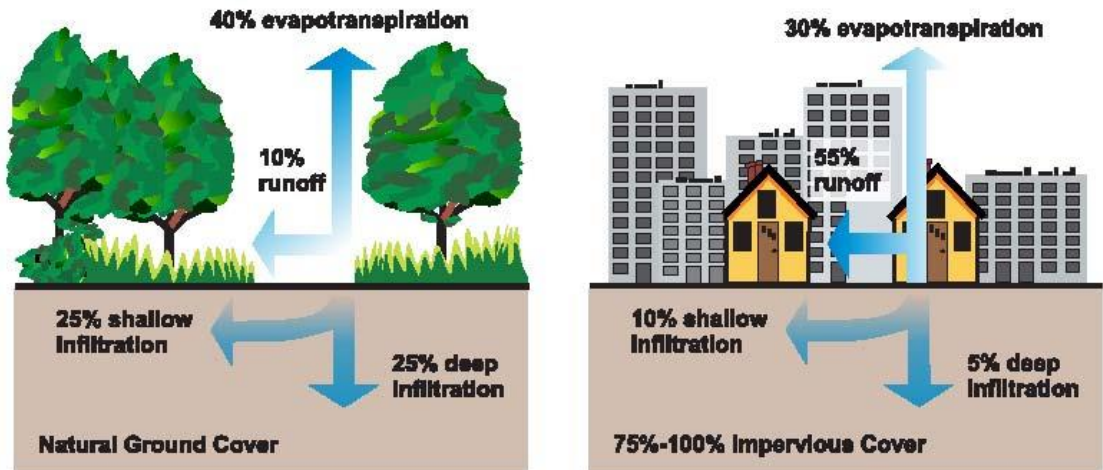 40% evapotranspiration
10%
runoff
25% shallow
infiltration
25% deep
infiltration
Natural Ground Cover
30% evapotranspiration
55%
runoff
10% shallow
infiltration
5% deep
infiltration
75%-100% Impervious Cover